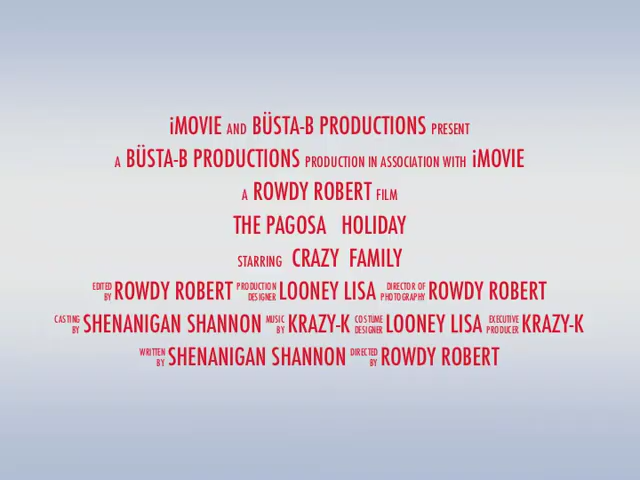 iMOVIE AND BÜSTA-B PRODUCTIONS PRESENT
A BÜSTA-B PRODUCTIONS PRODUCTION IN ASSOCIATION WITH iMOVIE
A ROWDY ROBERT FILM
THE PAGOSA HOLIDAY
STARRING CRAZY FAMILY
EDITED BY ROWDY ROBERT PRODUCTION DESIGNER LOONEY LISA DIRECTOR OF PHOTOGRAPHY ROWDY ROBERT
CASTING BY SHENANIGAN SHANNON MUSIC BY KRAZY-K COSTUME DESIGNER LOONEY LISA EXECUTIVE PRODUCER KRAZY-K
WRITTEN BY SHENANIGAN SHANNON DIRECTED BY ROWDY ROBERT